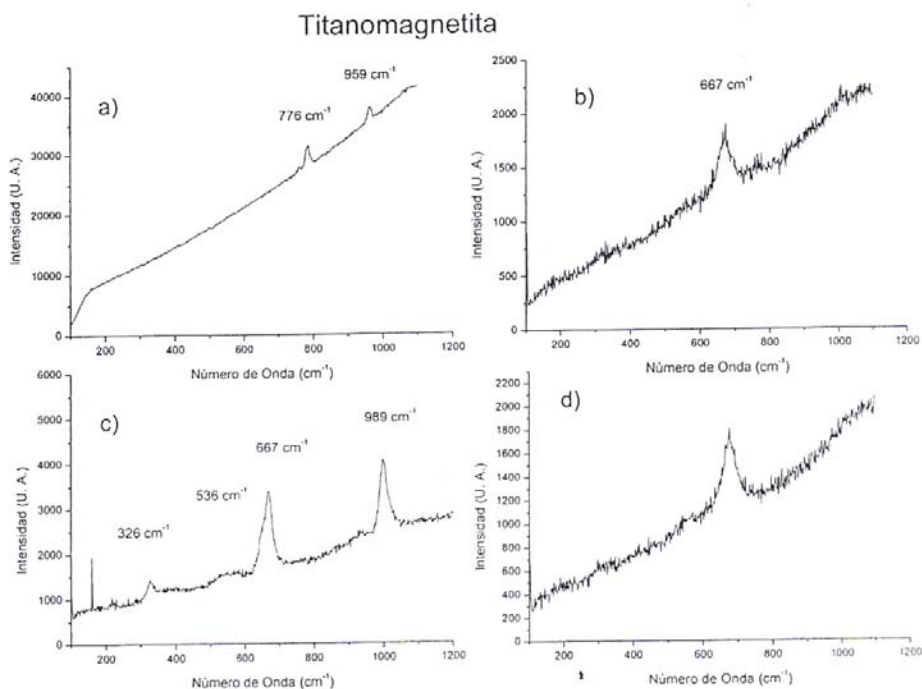 Titanomagnetita
a)
776 cm-1
959 cm-1
40000
30000
20000
10000
0
Intensidad (U. A.)
200 400 600 800 1000 1200
Número de Onda (cm-1)
b)
667 cm-1
2500
2000
1500
1250
1000
500
0
Intensidad (U. A.)
200 400 600 800 1000 1200
Número de Onda (cm-1)
c)
326 cm-1
536 cm-1
667 cm-1
989 cm-1
6000
5000
4000
3000
2000
1000
0
Intensidad (U. A.)
200 400 600 800 1000 1200
Número de Onda (cm-1)
d)
2200
2000
1800
1600
1400
1200
1000
800
600
400
200
0
Intensidad (U. A.)
200 400 600 800 1000 1200
Número de Onda (cm-1)